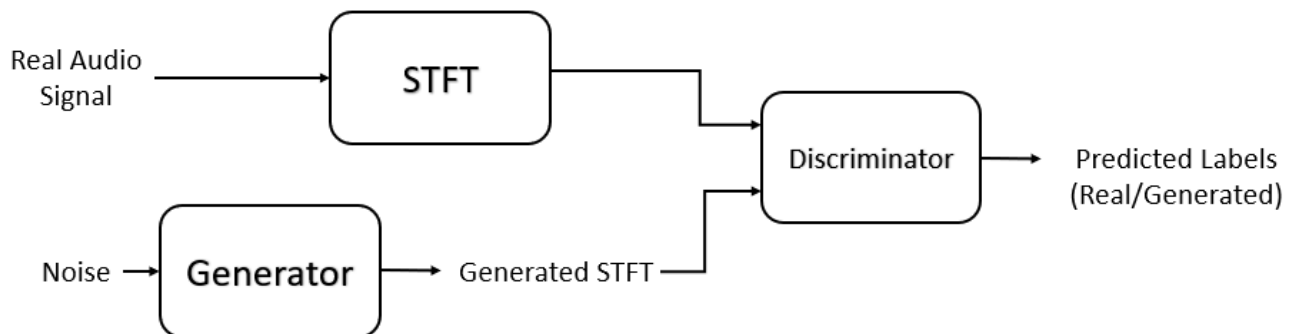 Real Audio
Signal
STFT
Discriminator
Predicted Labels
(Real/Generated)
Noise
Generator
Generated STFT